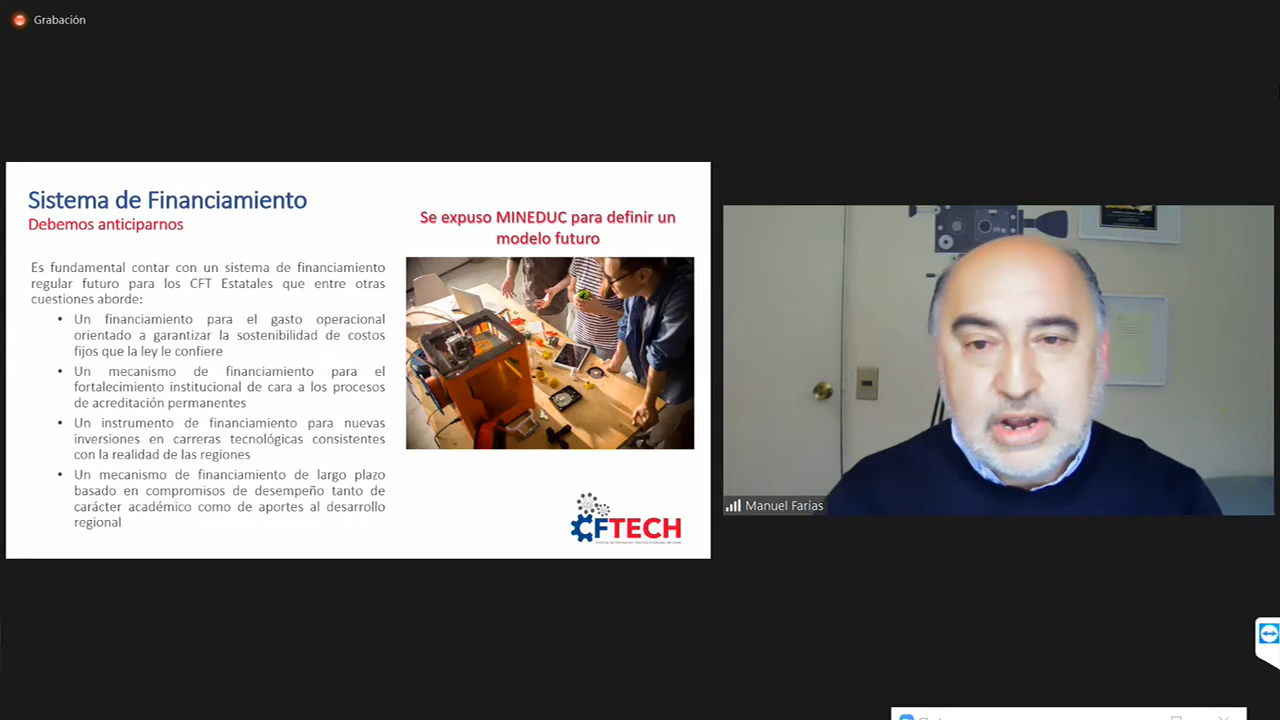 Grabación
Sistema de Financiamiento
Debemos anticiparnos
Es fundamental contar con un sistema de financiamiento
regular futuro para los CFT Estatales que entre otras
cuestiones aborde:
• Un financiamiento para el gasto operacional
orientado a garantizar la sostenibilidad de costos
fijos que la ley le confiere
• Un mecanismo de financiamiento para el
fortalecimiento institucional de cara a los procesos
de acreditación permanentes
• Un instrumento de financiamiento para nuevas
inversiones en carreras tecnológicas consistentes
con la realidad de las regiones
• Un mecanismo de financiamiento de largo plazo
basado en compromisos de desempeño tanto de
carácter académico como de aportes al desarrollo
regional
Se expuso MINEDUC para definir un
modelo futuro
CFTECH
Manuel Farias